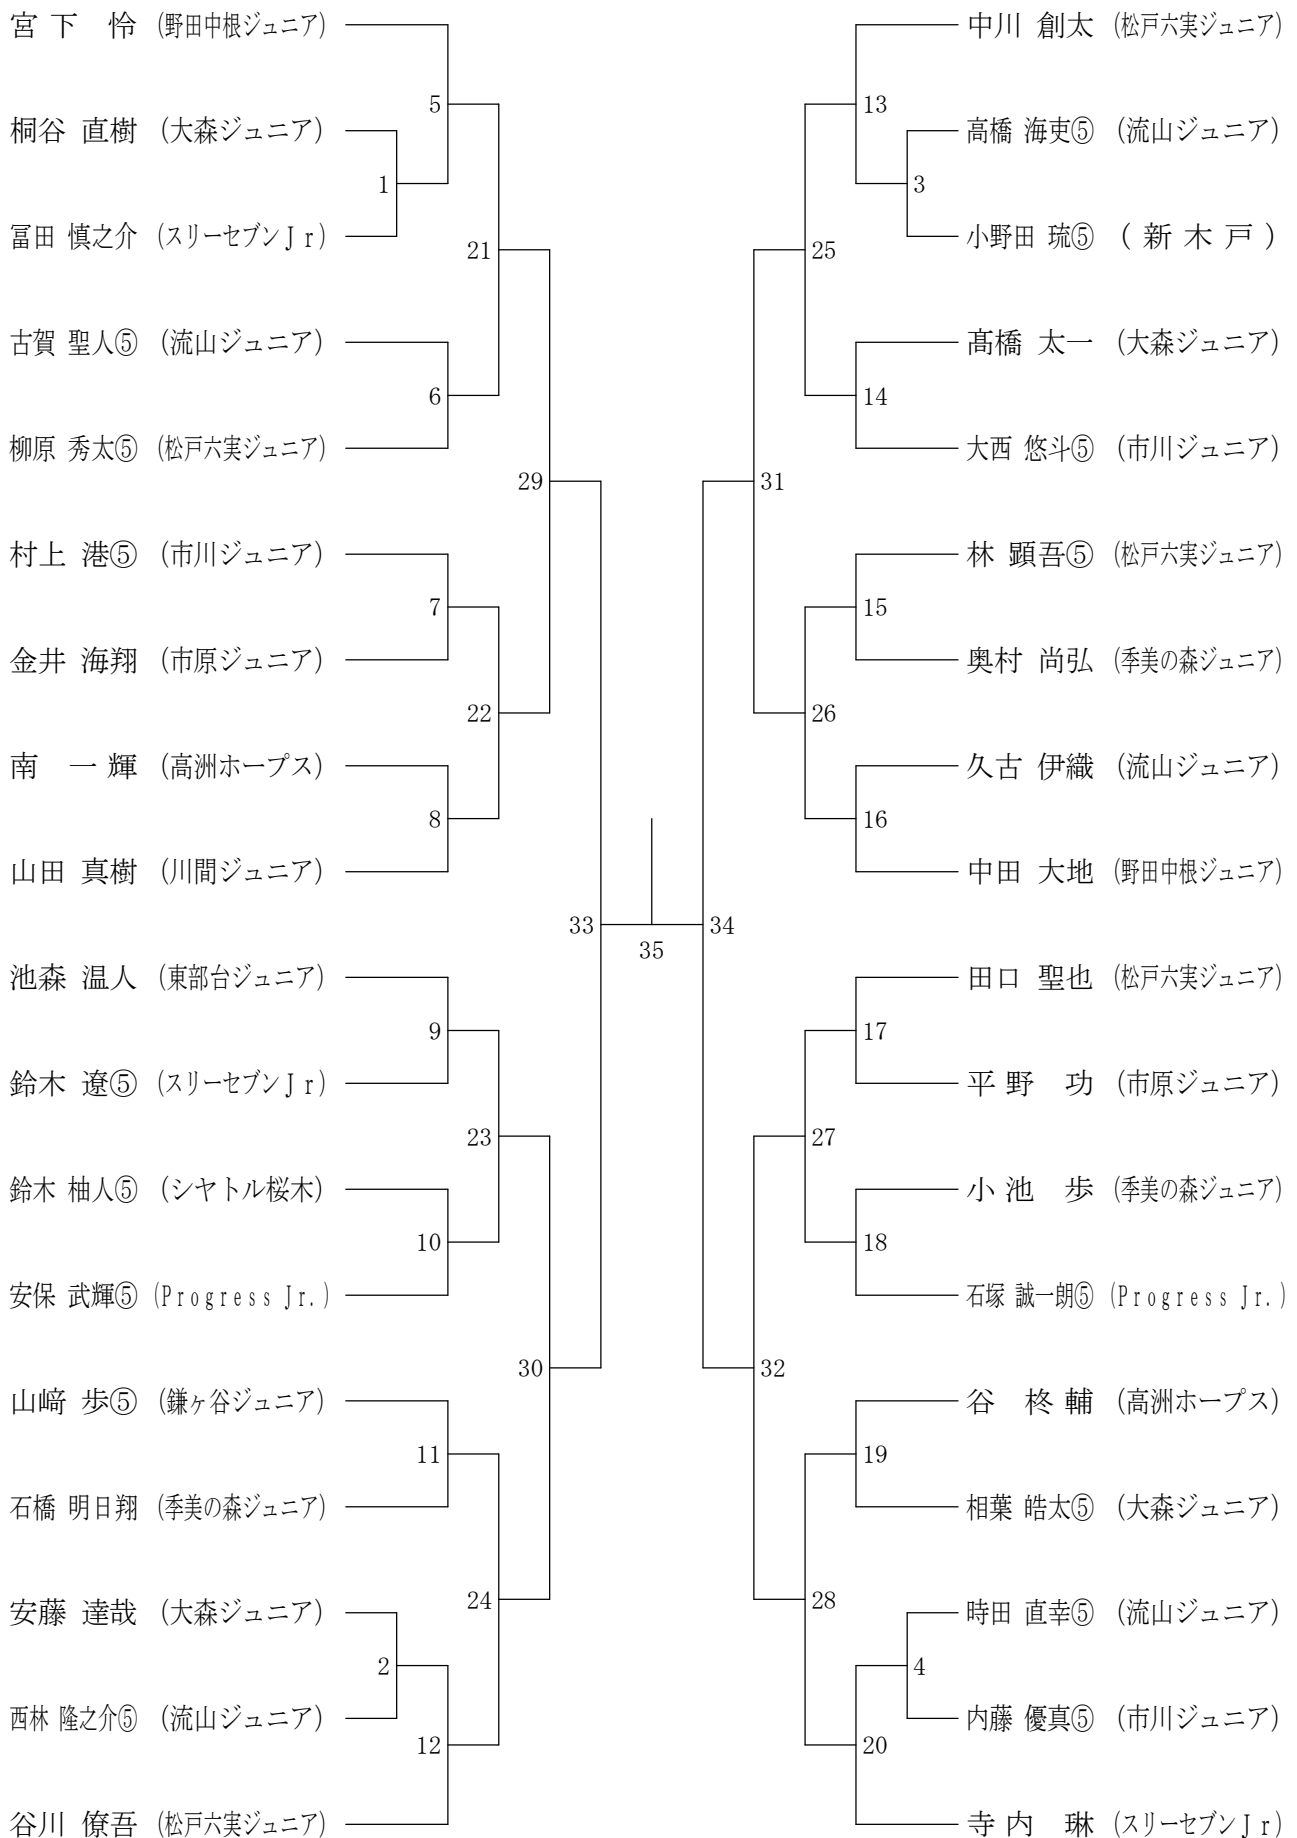 宮下 怜 (野田中根ジュニア)
5
桐谷 直樹 (大森ジュニア)
1
冨田 慎之介 (スリーセブンJr)
21
古賀 聖人⑤ (流山ジュニア)
6
柳原 秀太⑤ (松戸六実ジュニア)
29
村上 港⑤ (市川ジュニア)
7
金井 海翔 (市原ジュニア)
22
南 一輝 (高洲ホープス)
8
山田 真樹 (川間ジュニア)
33
池森 温人 (東部台ジュニア)
9
鈴木 遼⑤ (スリーセブンJr)
23
鈴木 柚人⑤ (シヤトル桜木)
10
安保 武輝⑤ (Progress Jr.)
30
山﨑 歩⑤ (鎌ヶ谷ジュニア)
11
石橋 明日翔 (季美の森ジュニア)
24
安藤 達哉 (大森ジュニア)
2
西林 隆之介⑤ (流山ジュニア)
12
谷川 僚吾 (松戸六実ジュニア)
35
中川 創太 (松戸六実ジュニア)
13
高橋 海吏⑤ (流山ジュニア)
3
小野田 琉⑤ (新木戸)
25
髙橋 太一 (大森ジュニア)
14
大西 悠斗⑤ (市川ジュニア)
31
林 顕吾⑤ (松戸六実ジュニア)
15
奥村 尚弘 (季美の森ジュニア)
26
久古 伊織 (流山ジュニア)
16
中田 大地 (野田中根ジュニア)
34
田口 聖也 (松戸六実ジュニア)
17
平野 功 (市原ジュニア)
27
小池 歩 (季美の森ジュニア)
18
石塚 誠一朗⑤ (Progress Jr.)
32
谷 柊輔 (高洲ホープス)
19
相葉 皓太⑤ (大森ジュニア)
28
時田 直幸⑤ (流山ジュニア)
4
内藤 優真⑤ (市川ジュニア)
20
寺内 琳 (スリーセブンJr)